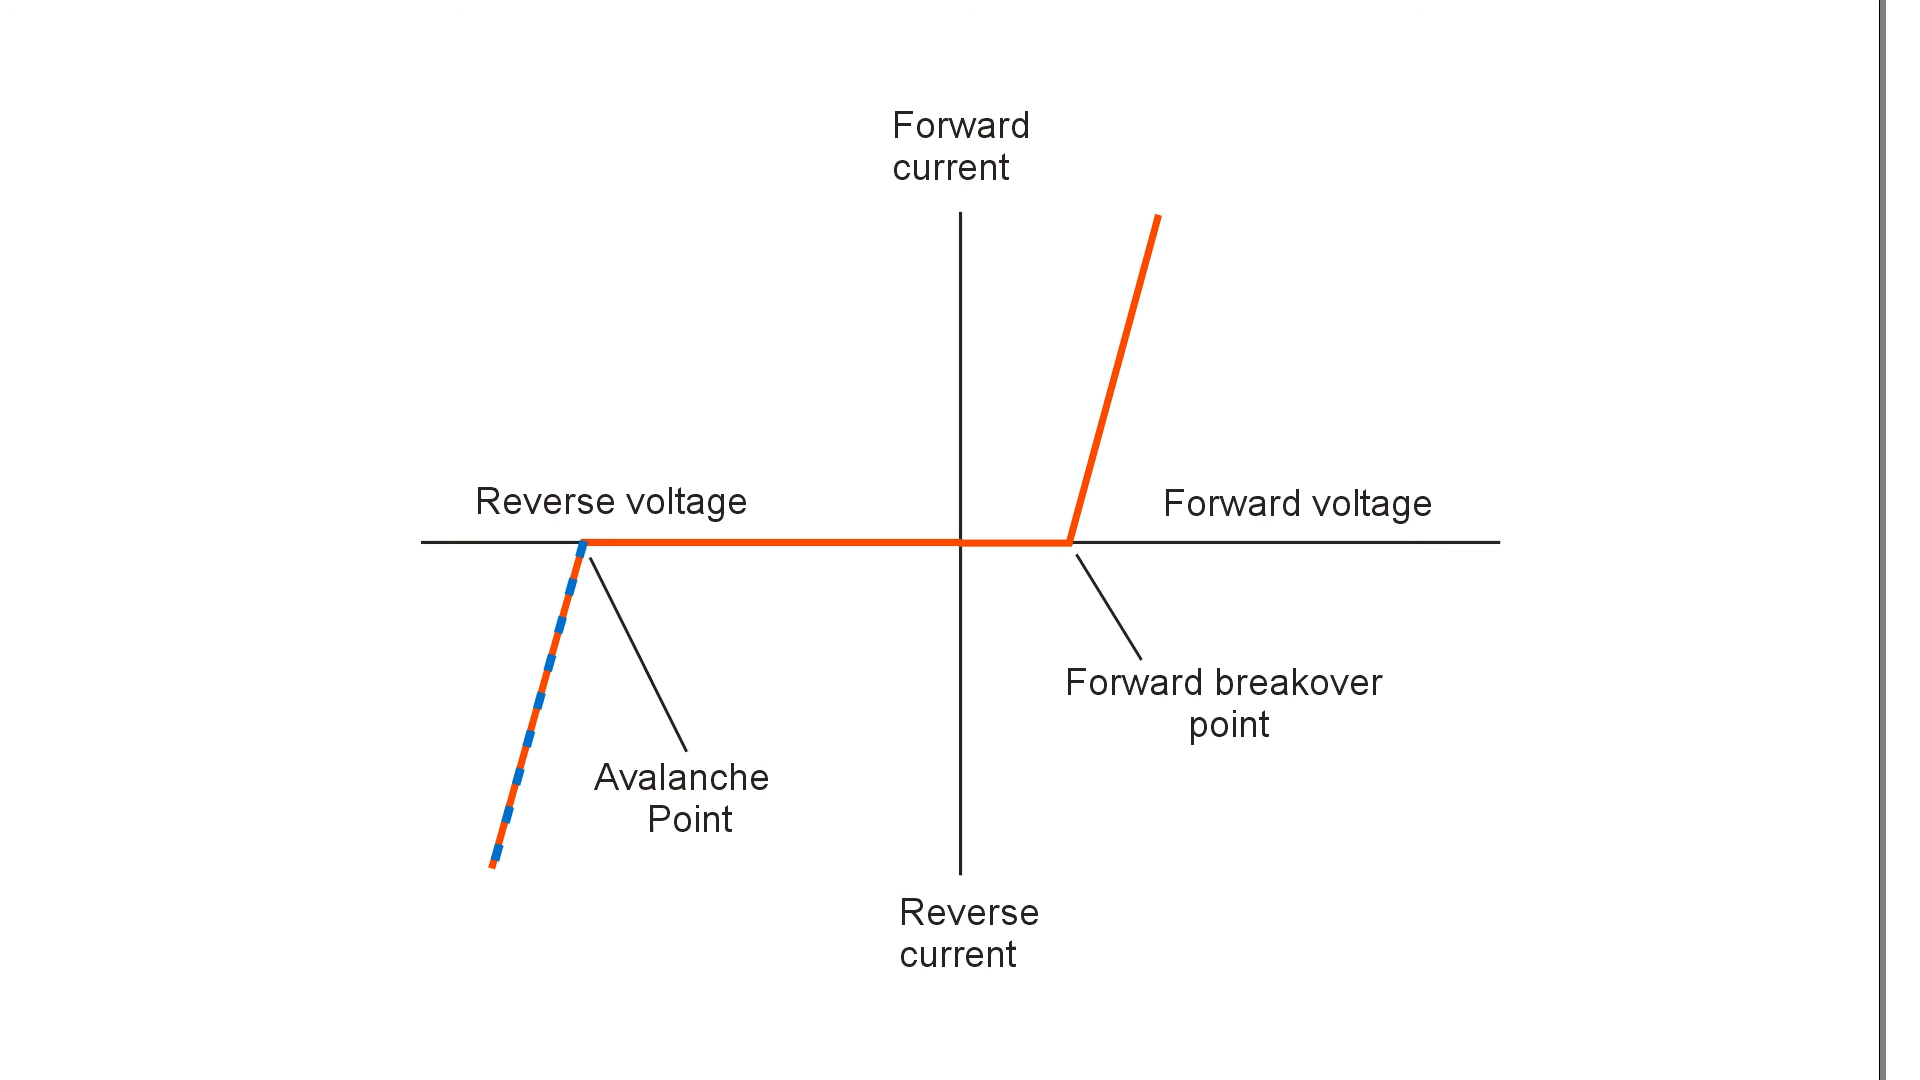 Forward
current
Reverse voltage
Forward voltage
Forward breakover
point
Avalanche
Point
Reverse
current